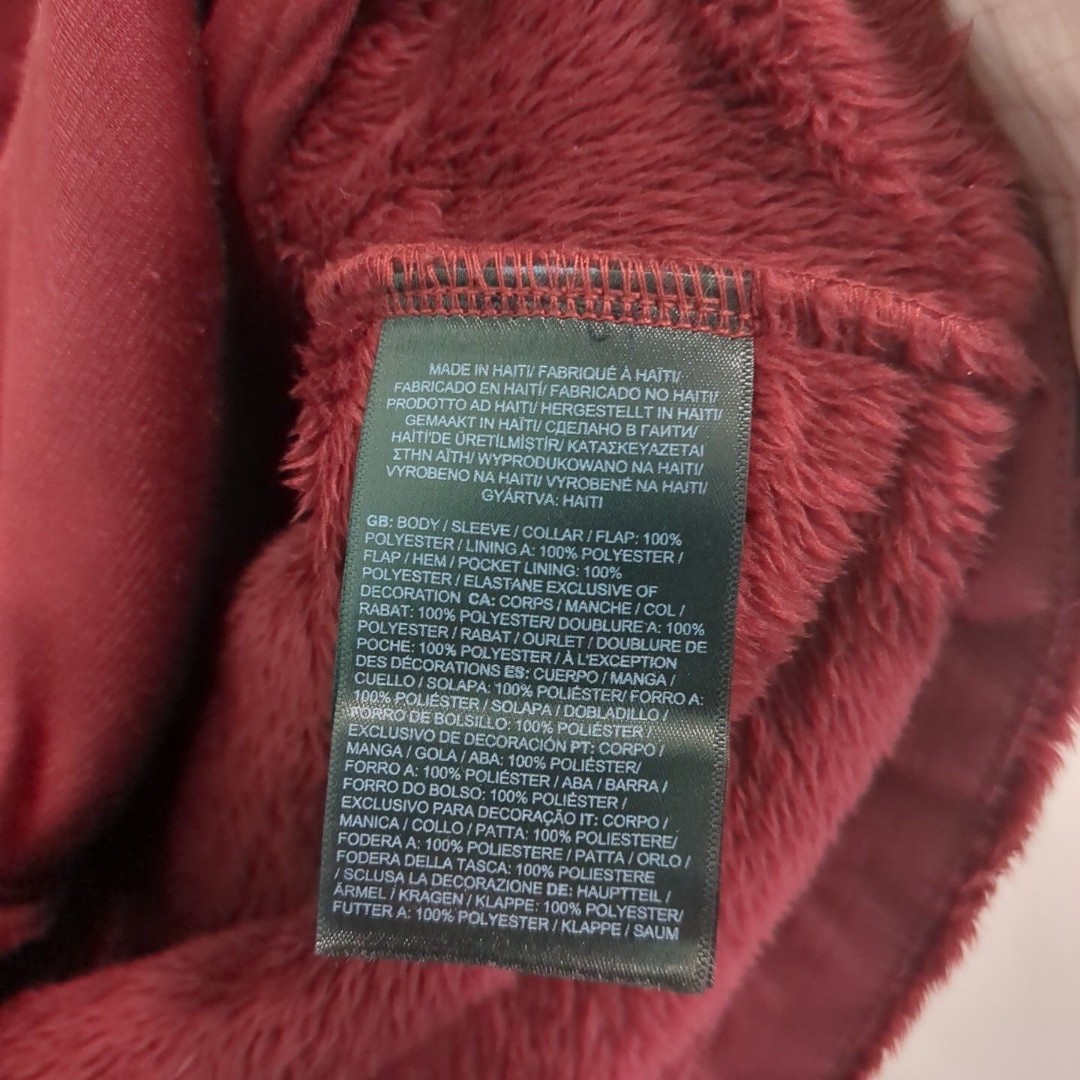 MADE IN HAITI/ FABRIQUÉ À HAÏTI/
FABRICADO EN HAITÍ/ FABRICADO NO HAITI/
PRODOTTO AD HAITI/ HERGESTELLT IN HAITI/
GEMAAKT IN HAÏTI/ СДЕЛАНО В ГАИТИ/
HAİTİ'DE ÜRETİLMİŞTİR/ ΚΑΤΑΣΚΕΥΑΖΕΤΑΙ
ΣΤΗΝ ΑΪΤΗ/ WYPRODUKOWANO NA HAITI/
VYROBENO NA HAITI/ VYROBENÉ NA HAITI/
GYÁRTVA: HAITI
GB: BODY / SLEEVE / COLLAR / FLAP: 100%
POLYESTER / LINING A: 100% POLYESTER /
FLAP / HEM / POCKET LINING: 100%
POLYESTER / ELASTANE EXCLUSIVE OF
DECORATION CA: CORPS / MANCHE / COL /
RABAT: 100% POLYESTER/ DOUBLURE A: 100%
POLYESTER / RABAT / OURLET / DOUBLURE DE
POCHE: 100% POLYESTER / À L'EXCEPTION
DES DÉCORATIONS ES: CUERPO / MANGA /
CUELLO / SOLAPA: 100% POLIÉSTER/ FORRO A:
100% POLIÉSTER / SOLAPA / DOBLADILLO /
FORRO DE BOLSILLO: 100% POLIÉSTER /
EXCLUSIVO DE DECORACIÓN PT: CORPO /
MANGA / GOLA / ABA: 100% POLIÉSTER/
FORRO A: 100% POLIÉSTER / ABA / BARRA /
FORRO DO BOLSO: 100% POLIÉSTER /
EXCLUSIVO PARA DECORAÇÃO IT: CORPO /
MANICA / COLLO / PATTA: 100% POLIESTERE/
FODERA A: 100% POLIESTERE / PATTA / ORLO /
FODERA DELLA TASCA: 100% POLIESTERE
/ SCLUSA LA DECORAZIONE DE: HAUPTTEIL /
ÄRMEL / KRAGEN / KLAPPE: 100% POLYESTER/
FUTTER A: 100% POLYESTER / KLAPPE / SAUM